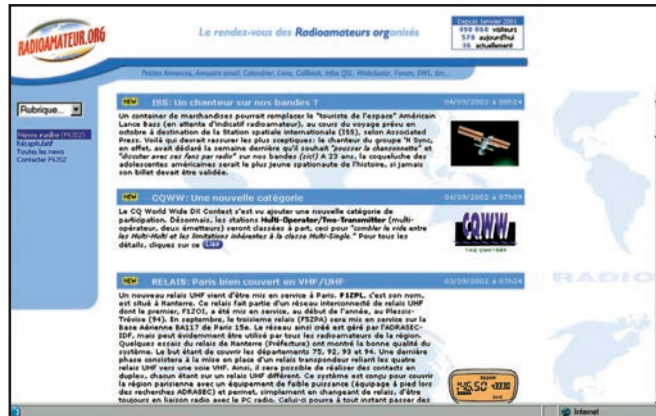 RADIOAMATEUR.ORG
Le rendez-vous des Radioamateurs organisés
Depuis Janvier 2001
490 860 visiteurs
579 aujourd'hui
36 actuellement
Petites Annonces, Annuaire email, Calendrier, Liens, Callbook, Infos QSL, Webcluster, Forum, SWL, &n...
Rubrique...
News radio (F6JSZ)
Récapitulatif
Toutes les news
Contacter F6JSZ
NEW ISS: Un chanteur sur nos bandes ? 04/09/2002 à 08h14
Un container de marchandises pourrait remplacer le "touriste de l'espace" Américain
Lance Bass (en attente d'indicatif radioamateur), au cours du voyage prévu en
octobre à destination de la Station spatiale internationale (ISS), selon Associated
Press. Voilà qui devrait rassurer les plus sceptiques: le chanteur du groupe 'N Sync,
en effet, avait déclaré la semaine dernière qu'il souhait "pousser la chansonnette" et
"discuter avec ses fans par radio" sur nos bandes (sic!) A 23 ans, la coqueluche des
adolescentes américaines serait le plus jeune spationaute de l'histoire, si jamais
son billet devait être validée.
NEW CQWW: Une nouvelle catégorie 04/09/2002 à 07h09
Le CQ World Wide DX Contest s'est vu ajouter une nouvelle catégorie de
participation. Désormais, les stations Multi-Operator/Two-Transmitter (multi-
opérateur, deux émetteurs) seront classées à part, ceci pour "combler le vide entre
les Multi-Multi et les limitations inhérentes à la classe Multi-Single." Pour tous les
détails, cliquez sur ce Lien
CQWW
RADIO
NEW RELAIS: Paris bien couvert en VHF/UHF 03/09/2002 à 07h24
Un nouveau relais UHF vient d'être mis en service à Paris. F1ZPL, c'est son nom,
est situé à Nanterre. Ce relais fait partie d'un réseau interconnecté de relais UHF
dont le premier, F1ZOI, a été mis en service, au début de l'année, au Plessis-
Trévise (94). En septembre, le troisieme relais (F5ZPA) sera mis en service sur la
Base Aérienne BA117 de Paris 15e. Le réseau ainsi créé est géré par l'ADRASEC-
IDF, mais peut évidemment être utilisé par tous les radioamateurs de la région.
Quelques essais du relais de Nanterre (Préfecture) ont montré la bonne qualité du
système. Le but étant de couvrir les départements 75, 92, 93 et 94. Une dernière
phase consistera à la mise en place d'un relais transpondeur reliant les quatre
relais UHF vers une voie VHF. Ainsi, il sera possible de réaliser des contacts en
duplex, chacun étant sur un relais UHF différent. Ce système est conçu pour couvrir
la région parisienne avec un équipement de faible puissance (équipage à pied lors
des recherches ADRASEC) et permet, simplement en changeant de relais, d'être
toujours en liaison radio avec le PC radio. Celui-ci pourra à tout instant passer des
Internet